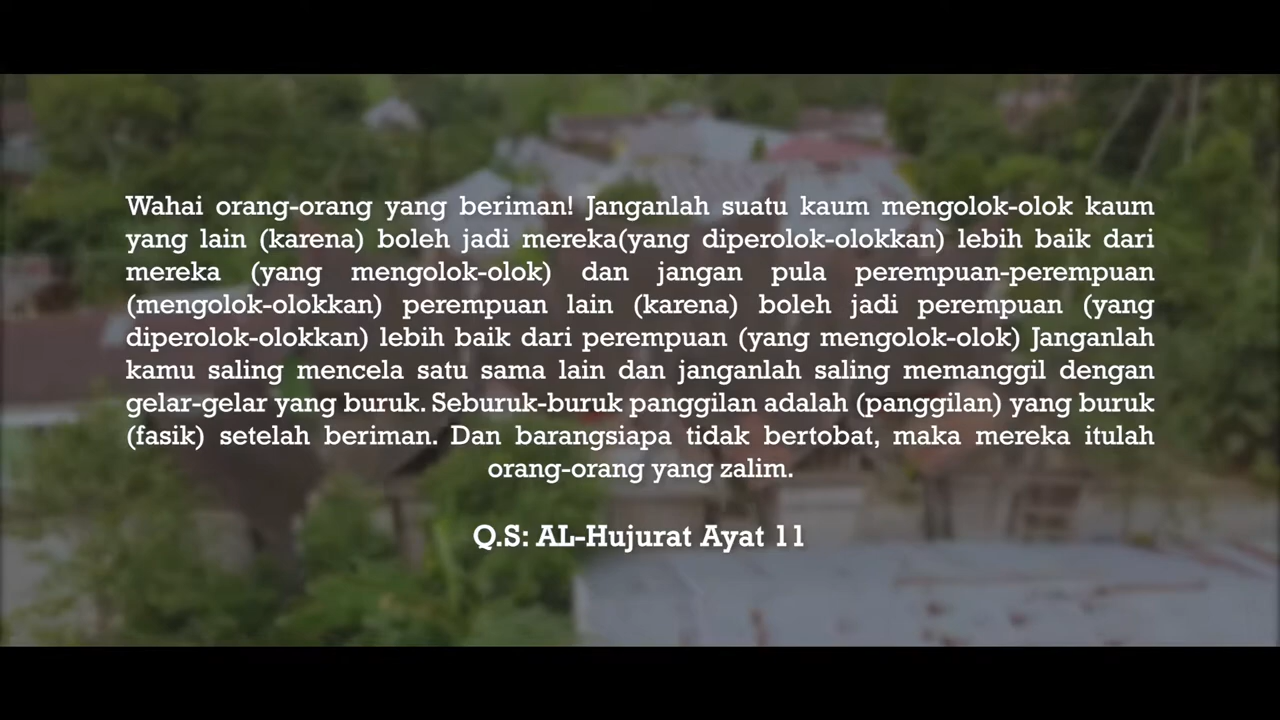 Wahai orang-orang yang beriman! Janganlah suatu kaum mengolok-olok kaum
yang lain (karena) boleh jadi mereka(yang diperolok-olokkan) lebih baik dari
mereka (yang mengolok-olok) dan jangan pula perempuan-perempuan
(mengolok-olokkan) perempuan lain (karena) boleh jadi perempuan (yang
diperolok-olokkan) lebih baik dari perempuan (yang mengolok-olok) Janganlah
kamu saling mencela satu sama lain dan janganlah saling memanggil dengan
gelar-gelar yang buruk. Seburuk-buruk panggilan adalah (panggilan) yang buruk
(fasik) setelah beriman. Dan barangsiapa tidak bertobat, maka mereka itulah
orang-orang yang zalim.
Q.S: AL-Hujurat Ayat 11